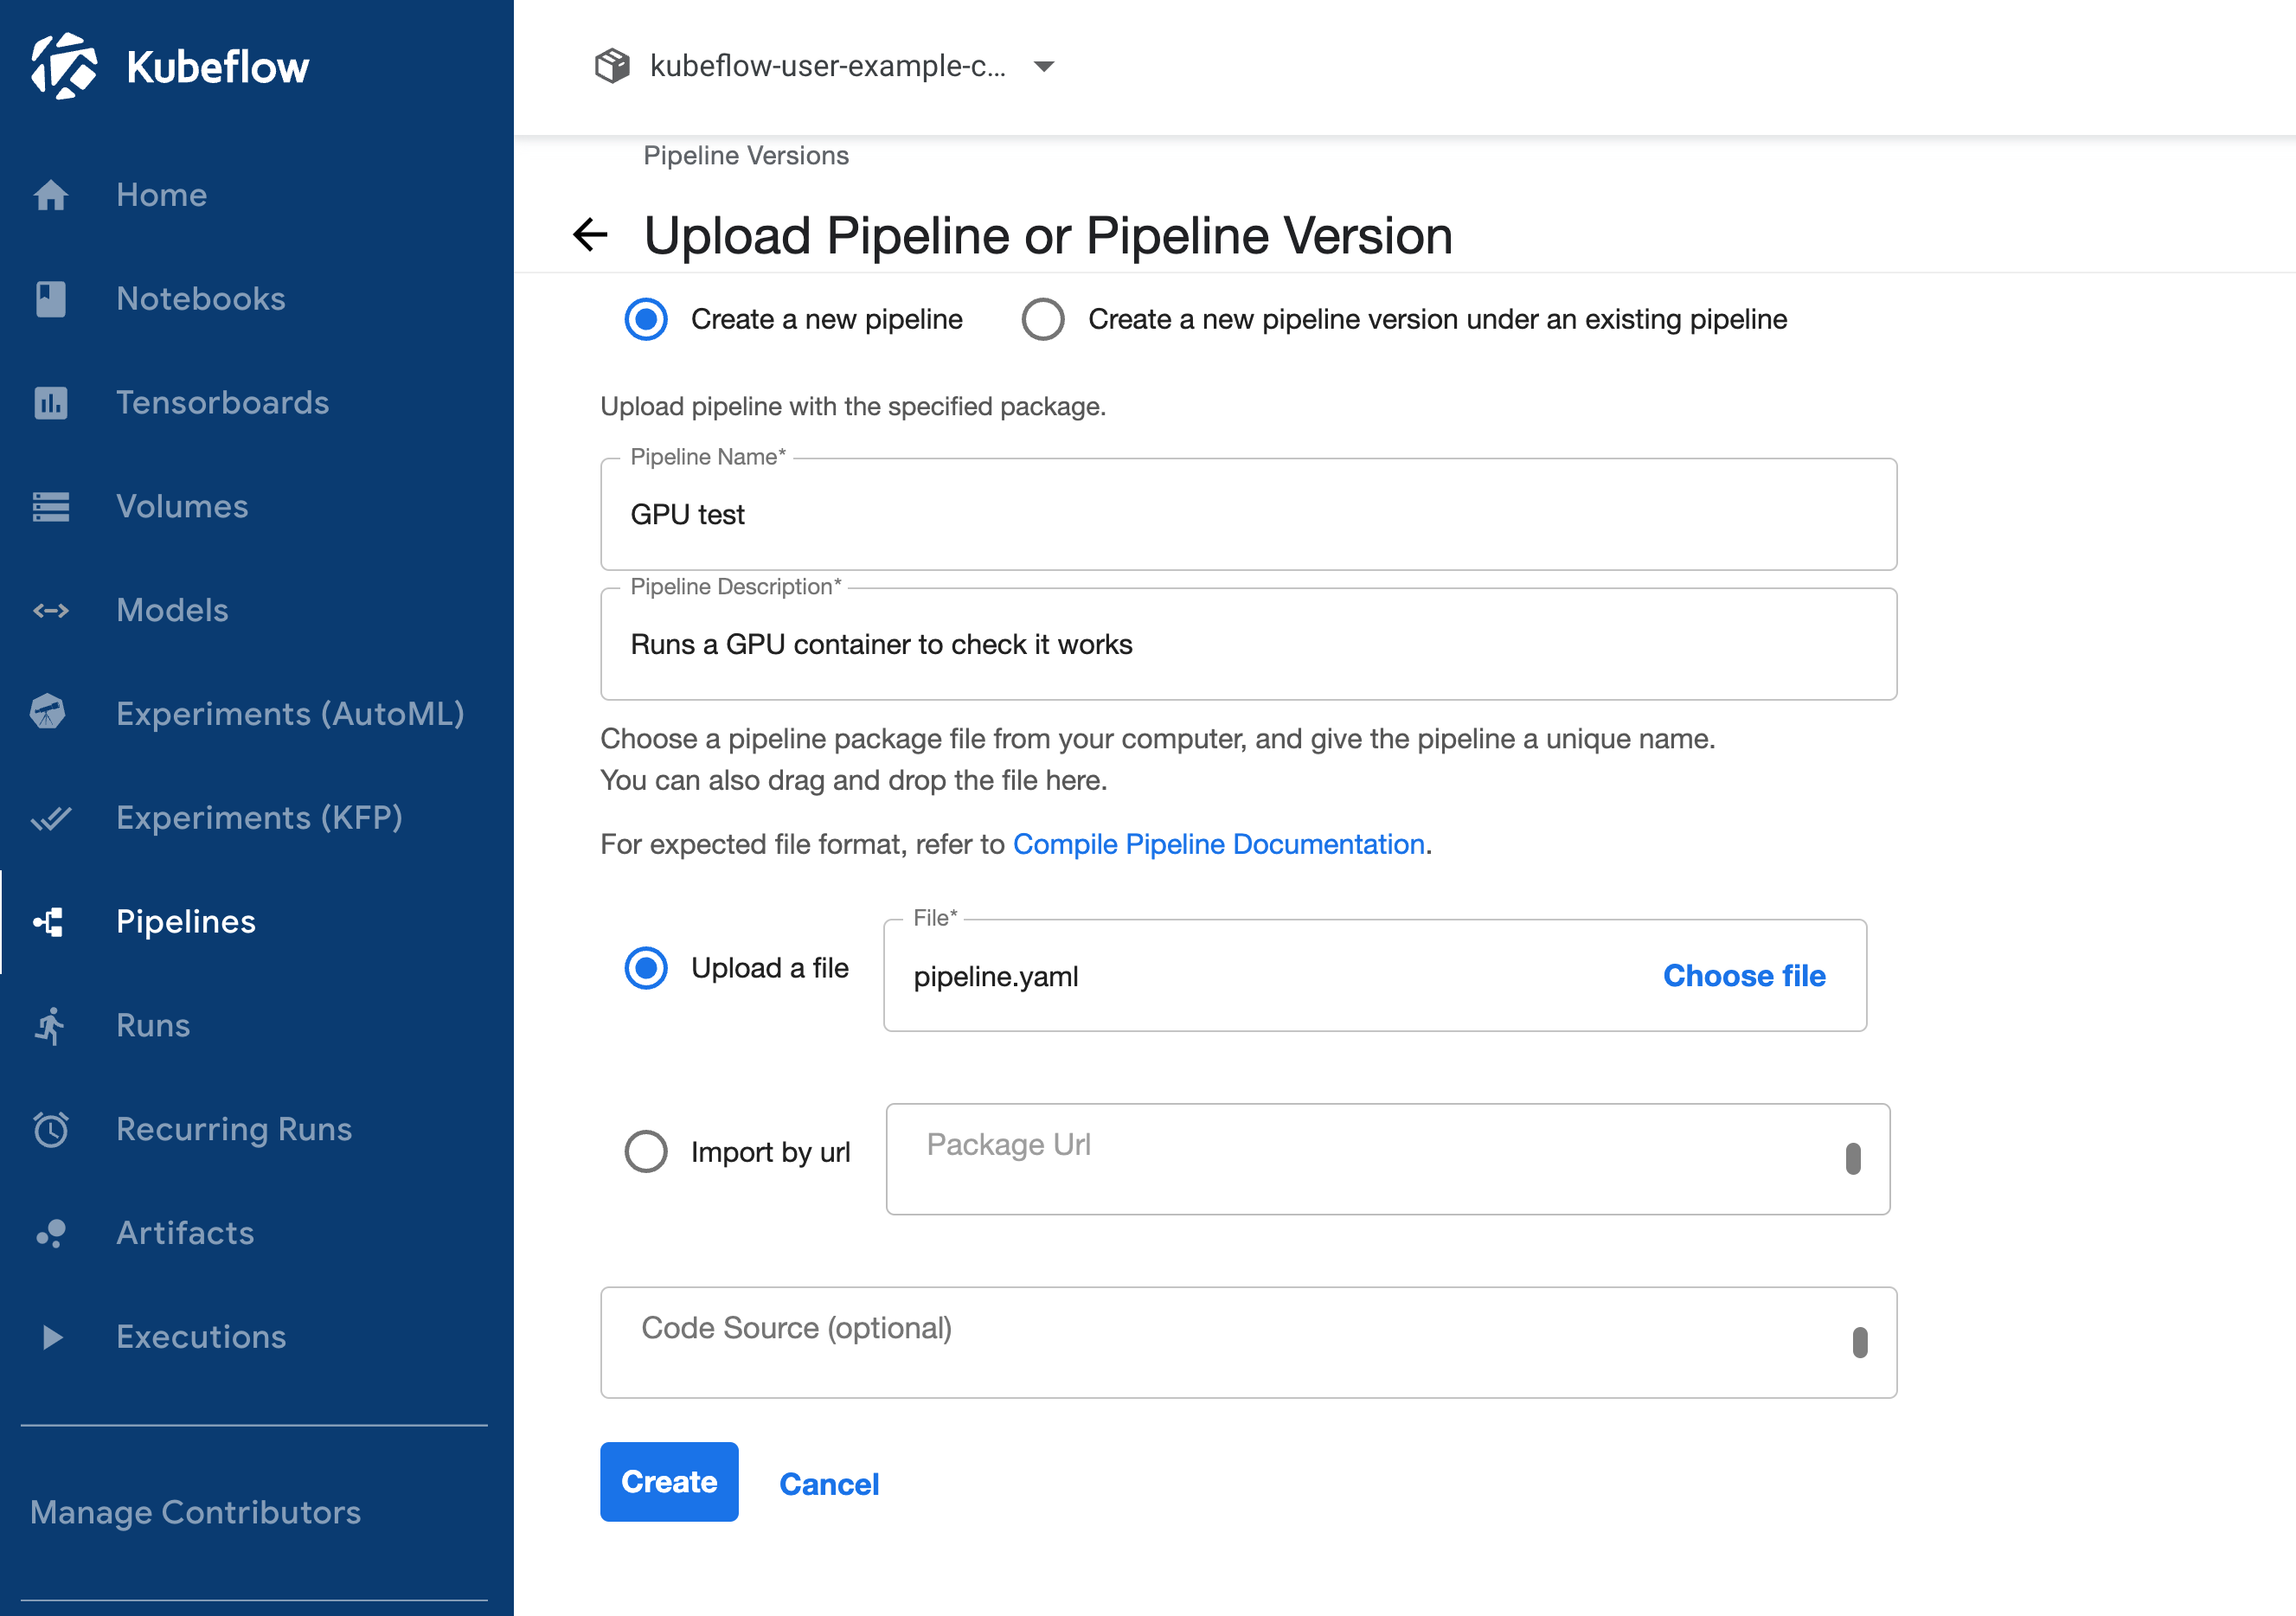 Kubeflow
Home
Notebooks
Tensorboards
Volumes
Models
Experiments (AutoML)
Experiments (KFP)
Pipelines
Runs
Recurring Runs
Artifacts
Executions
Manage Contributors
kubeflow-user-example-c...
Pipeline Versions
Upload Pipeline or Pipeline Version
Create a new pipeline
Create a new pipeline version under an existing pipeline
Upload pipeline with the specified package.
Pipeline Name*
GPU test
Pipeline Description*
Runs a GPU container to check it works
Choose a pipeline package file from your computer, and give the pipeline a unique name.
You can also drag and drop the file here.
For expected file format, refer to Compile Pipeline Documentation.
Upload a file
File*
pipeline.yaml
Choose file
Import by url
Package Url
Code Source (optional)
Create
Cancel